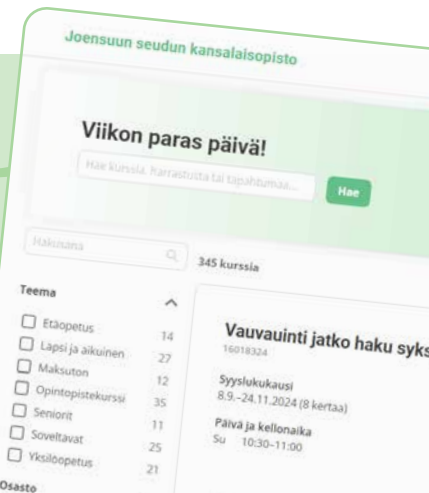 Joensuun seudun kansalaisopisto
Viikon paras päivä!
Hae kurssia, harrastusta tai tapahtumaa...
Hae
Hakusana
345 kurssia
Teema
Etäopetus 14
Lapsi ja aikuinen 27
Maksuton 12
Opintopistekurssi 35
Seniorit 11
Soveltavat 25
Yksilöopetus 21
Osasto
Vauvauinti jatko haku syks
16018324
Syyslukukausi
8.9.–24.11.2024 (8 kertaa)
Päivä ja kellonaika
Su 10:30–11:00